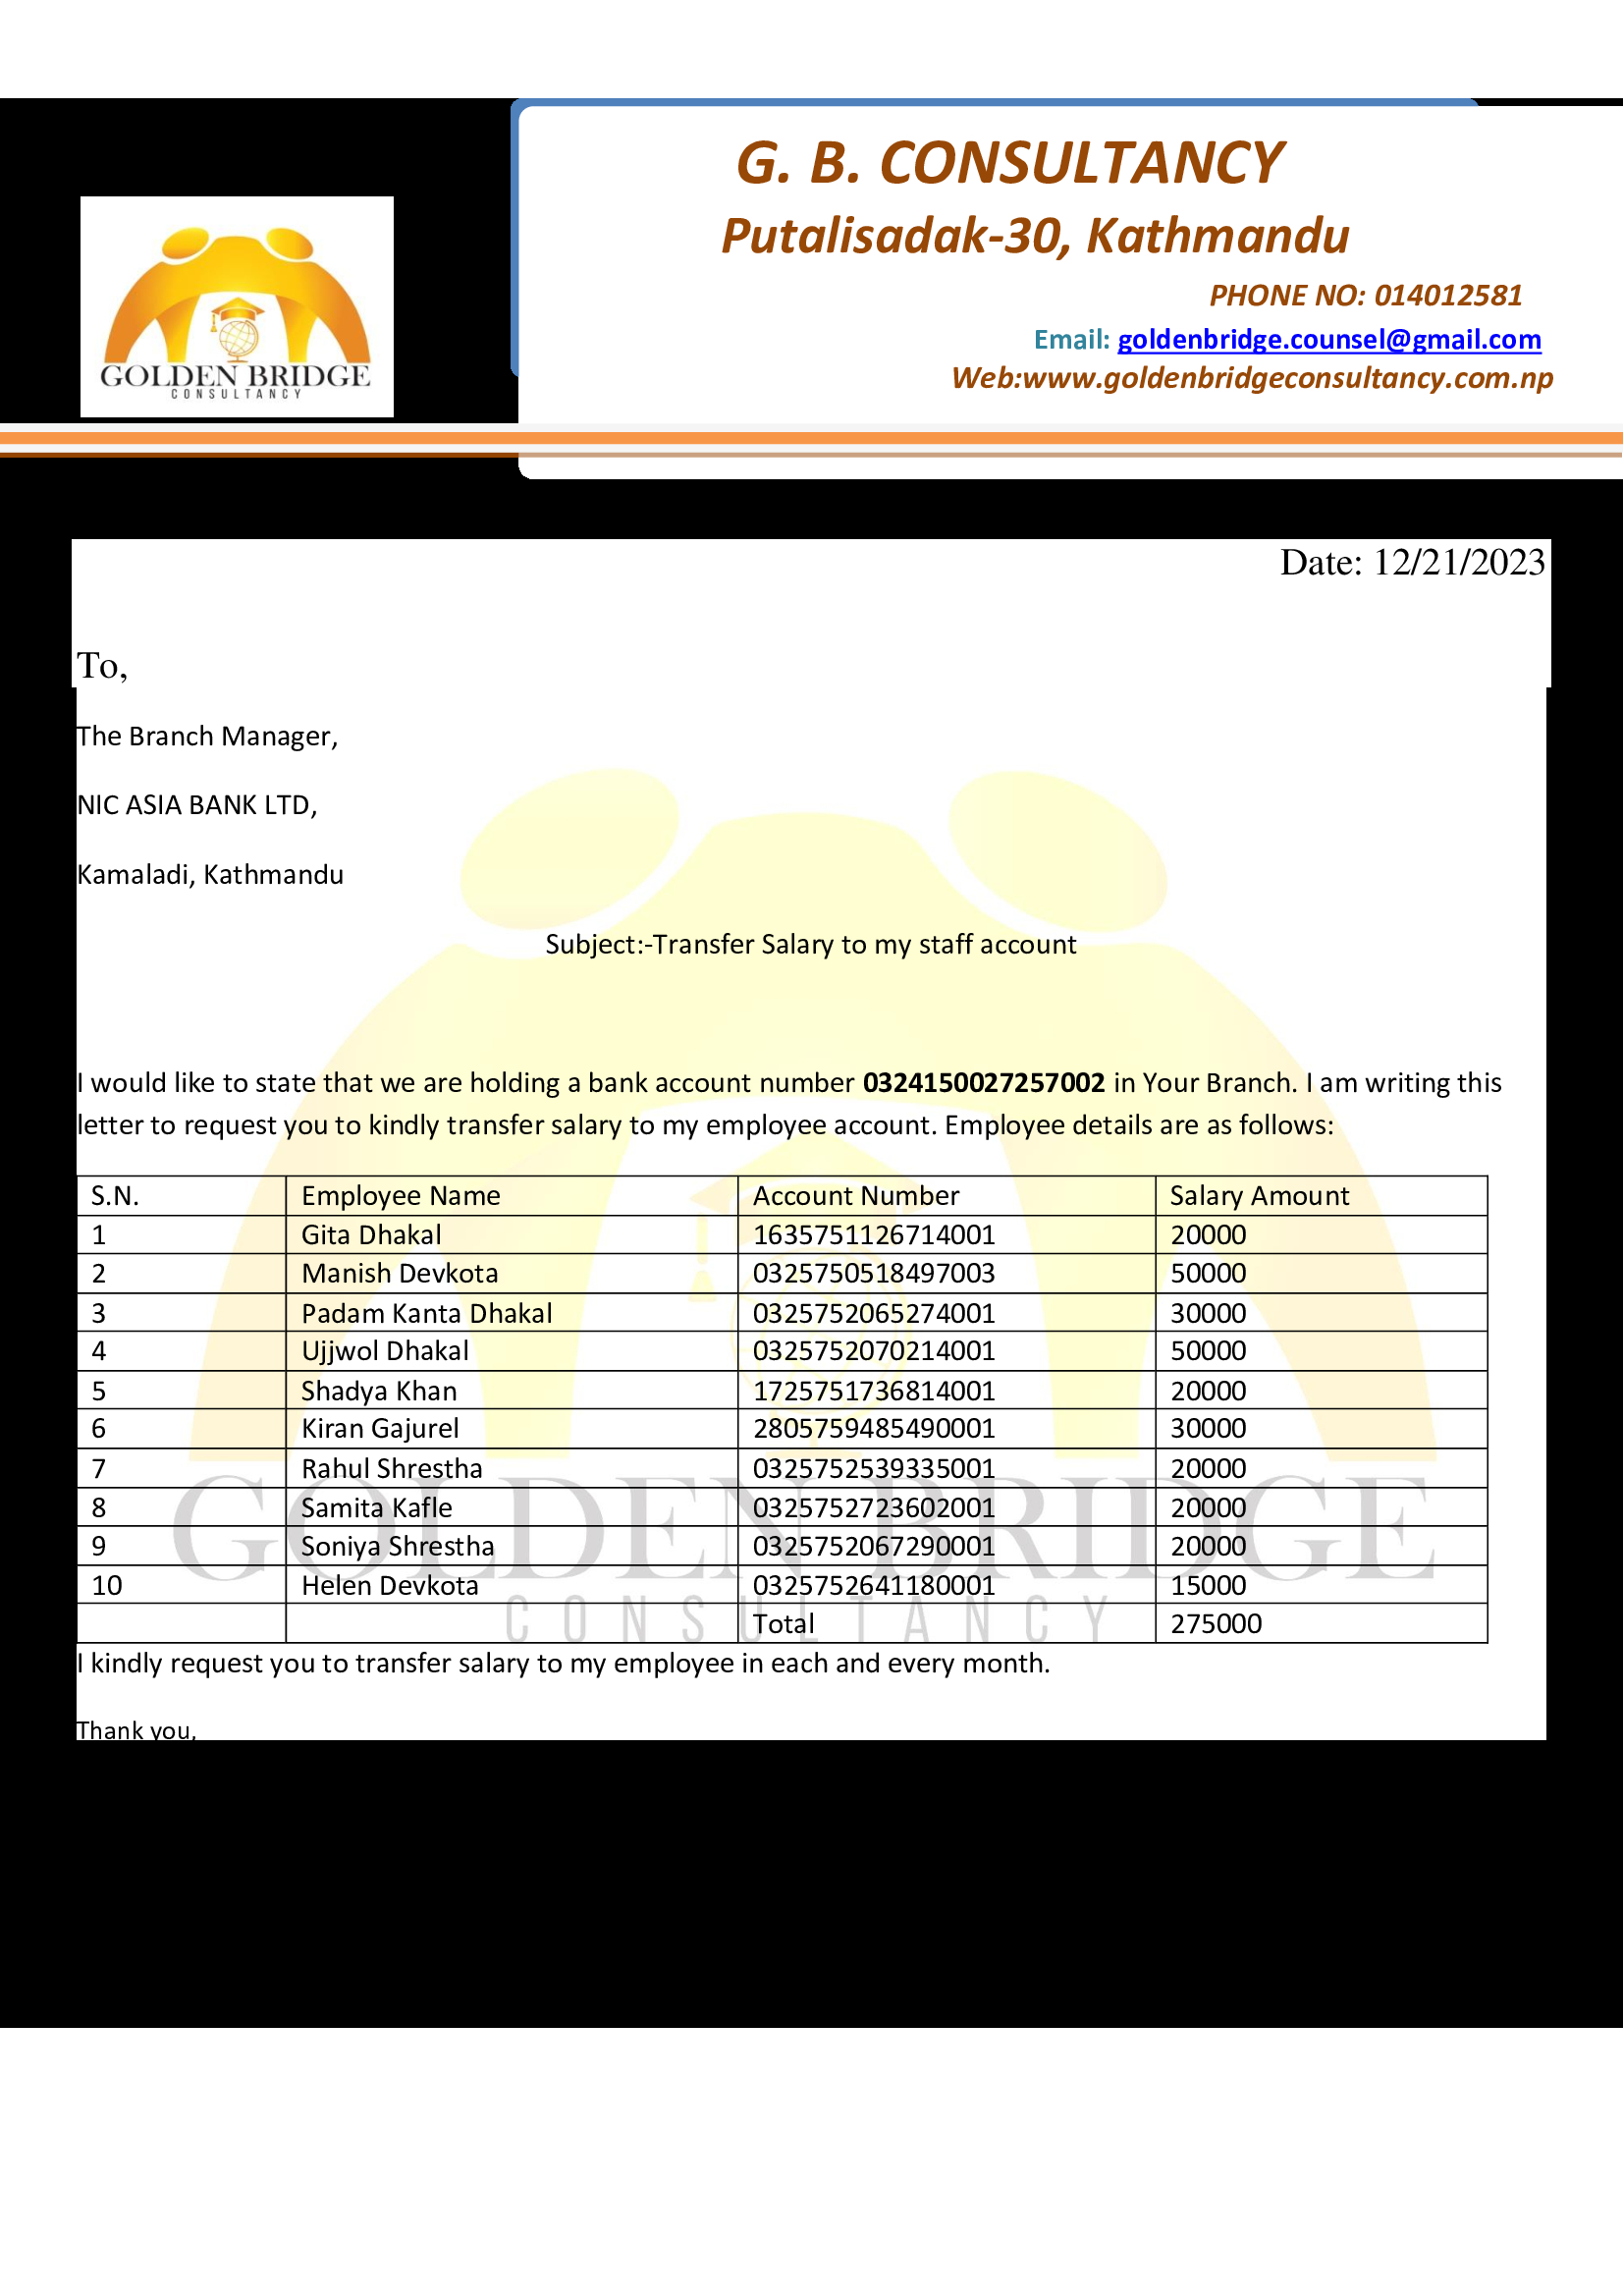 G. B. CONSULTANCY
Putalisadak-30, Kathmandu
PHONE NO: 014012581
Email: goldenbridge.counsel@gmail.com
Web:www.goldenbridgeconsultancy.com.np
GOLDEN BRIDGE
CONSULTANCY
Date: 12/21/2023
To,
The Branch Manager,
NIC ASIA BANK LTD,
Kamaladi, Kathmandu
Subject:-Transfer Salary to my staff account
I would like to state that we are holding a bank account number 0324150027257002 in Your Branch. I am writing this
letter to request you to kindly transfer salary to my employee account. Employee details are as follows:
S.N. Employee Name Account Number Salary Amount
1 Gita Dhakal 1635751126714001 20000
2 Manish Devkota 0325750518497003 50000
3 Padam Kanta Dhakal 0325752065274001 30000
4 Ujjwol Dhakal 0325752070214001 50000
5 Shadya Khan 1725751736814001 20000
6 Kiran Gajurel 2805759485490001 30000
7 Rahul Shrestha 0325752539335001 20000
8 Samita Kafle 0325752723602001 20000
9 Soniya Shrestha 0325752067290001 20000
10 Helen Devkota 0325752641180001 15000
Total 275000
GOLDEN BRIDGE
CONSULTANCY
I kindly request you to transfer salary to my employee in each and every month.
Thank you,